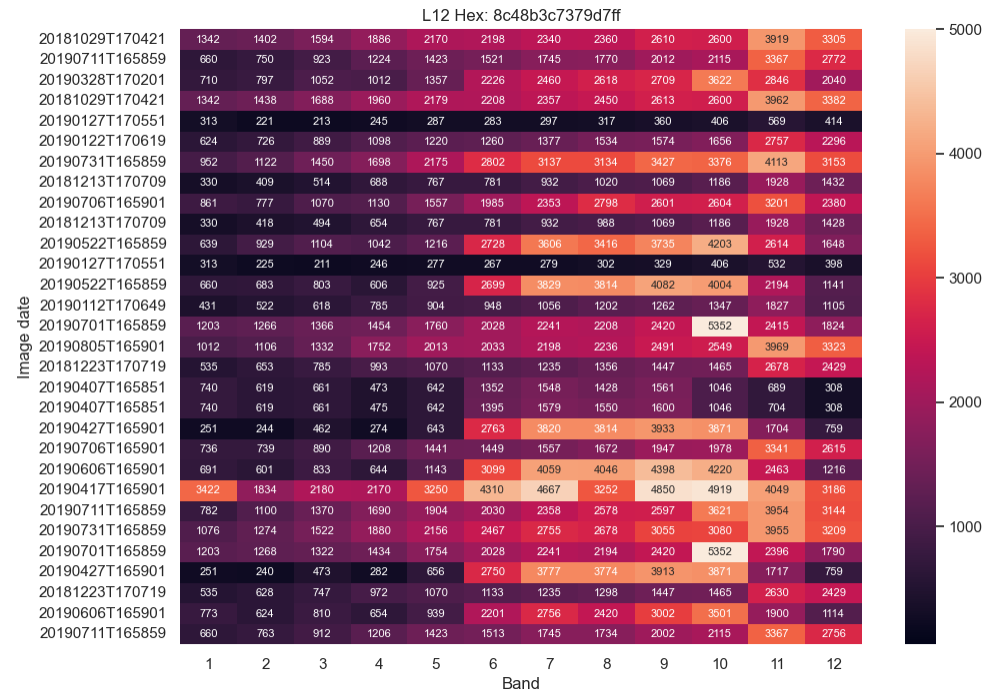 L12 Hex: 8c48b3c7379d7ff
20181029T170421 1342 1402 1594 1886 2170 2198 2340 2360 2610 2600 3919 3305
20190711T165859 660 750 923 1224 1423 1521 1745 1770 2012 2115 3367 2772
20190328T170201 710 797 1052 1012 1357 2226 2460 2618 2709 3622 2846 2040
20181029T170421 1342 1438 1688 1960 2179 2208 2357 2450 2613 2600 3962 3382
20190127T170551 313 221 213 245 287 283 297 317 360 406 569 414
20190122T170619 624 726 889 1098 1220 1260 1377 1534 1574 1656 2757 2296
20190731T165859 952 1122 1450 1698 2175 2802 3137 3134 3427 3376 4113 3153
20181213T170709 330 409 514 688 767 781 932 1020 1069 1186 1928 1432
20190706T165901 861 777 1070 1130 1557 1985 2353 2798 2601 2604 3201 2380
20181213T170709 330 418 494 654 767 781 932 988 1069 1186 1928 1428
20190522T165859 639 929 1104 1042 1216 2728 3606 3416 3735 4203 2614 1648
20190127T170551 313 225 211 246 277 267 279 302 329 406 532 398
20190522T165859 660 683 803 606 925 2699 3829 3814 4082 4004 2194 1141
20190112T170649 431 522 618 785 904 948 1056 1202 1262 1347 1827 1105
20190701T165859 1203 1266 1366 1454 1760 2028 2241 2208 2420 5352 2415 1824
20190805T165901 1012 1106 1332 1752 2013 2033 2198 2236 2491 2549 3969 3323
20181223T170719 535 653 785 993 1070 1133 1235 1356 1447 1465 2678 2429
20190407T165851 740 619 661 473 642 1352 1548 1428 1561 1046 689 308
20190407T165851 740 619 661 475 642 1395 1579 1550 1600 1046 704 308
20190427T165901 251 244 462 274 643 2763 3820 3814 3933 3871 1704 759
20190706T165901 736 739 890 1208 1441 1449 1557 1672 1947 1978 3341 2615
20190606T165901 691 601 833 644 1143 3099 4059 4046 4398 4220 2463 1216
20190417T165901 3422 1834 2180 2170 3250 4310 4667 3252 4850 4919 4049 3186
20190711T165859 782 1100 1370 1690 1904 2030 2358 2578 2597 3621 3954 3144
20190731T165859 1076 1274 1522 1880 2156 2467 2755 2678 3055 3080 3955 3209
20190701T165859 1203 1268 1322 1434 1754 2028 2241 2194 2420 5352 2396 1790
20190427T165901 251 240 473 282 656 2750 3777 3774 3913 3871 1717 759
20181223T170719 535 628 747 972 1070 1133 1235 1298 1447 1465 2630 2429
20190606T165901 773 624 810 654 939 2201 2756 2420 3002 3501 1900 1114
20190711T165859 660 763 912 1206 1423 1513 1745 1734 2002 2115 3367 2756
1 2 3 4 5 6 7 8 9 10 11 12
Band
Image date
5000
4000
3000
2000
1000